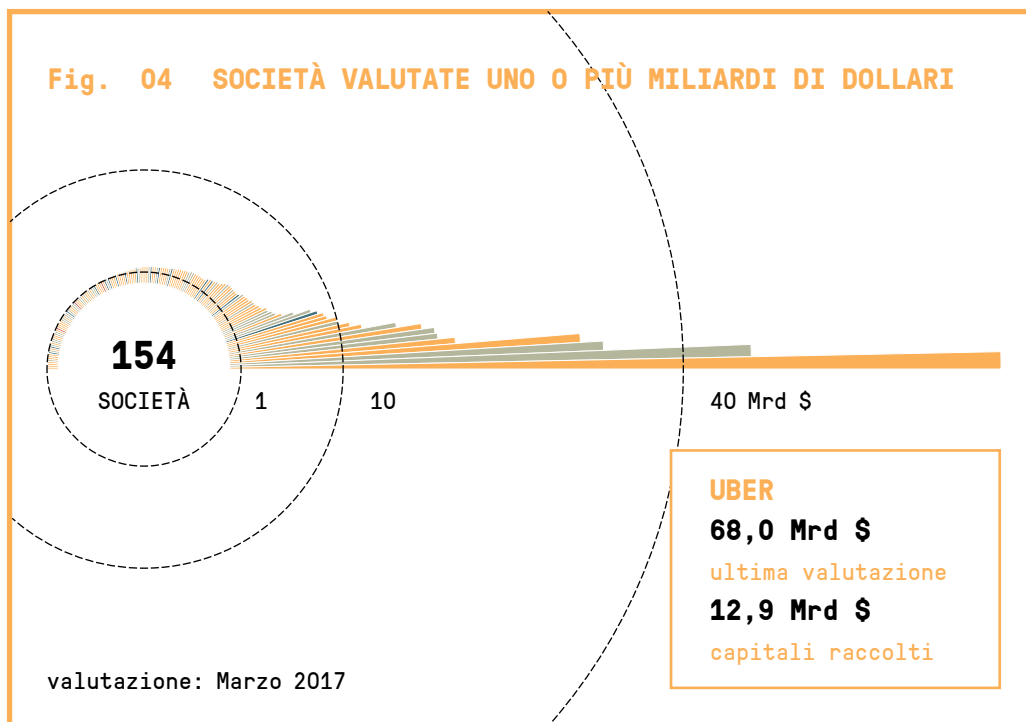 Fig. 04 SOCIETÀ VALUTATE UNO O PIÙ MILIARDI DI DOLLARI
154
SOCIETÀ
1
10
40 Mrd $
UBER
68,0 Mrd $
ultima valutazione
12,9 Mrd $
capitali raccolti
valutazione: Marzo 2017